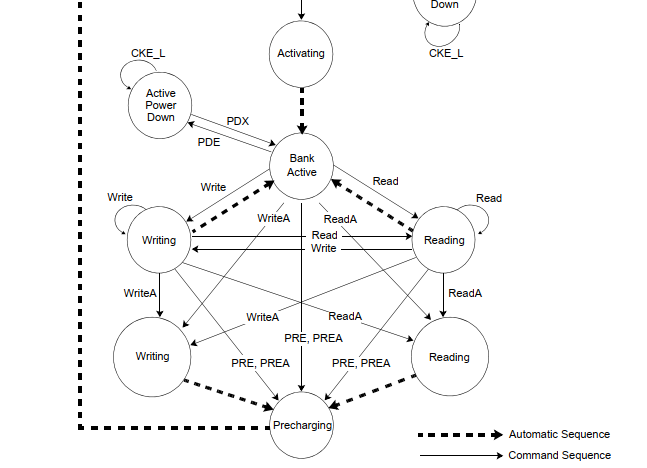 Down
Activating
CKE_L
CKE_L
Active
Power
Down
PDX
PDE
Bank
Active
Write
Read
Write
Read
WriteA
ReadA
Writing
Read
Write
Reading
WriteA
ReadA
WriteA
ReadA
PRE, PREA
Writing
PRE, PREA
PRE, PREA
Reading
Precharging
Automatic Sequence
Command Sequence